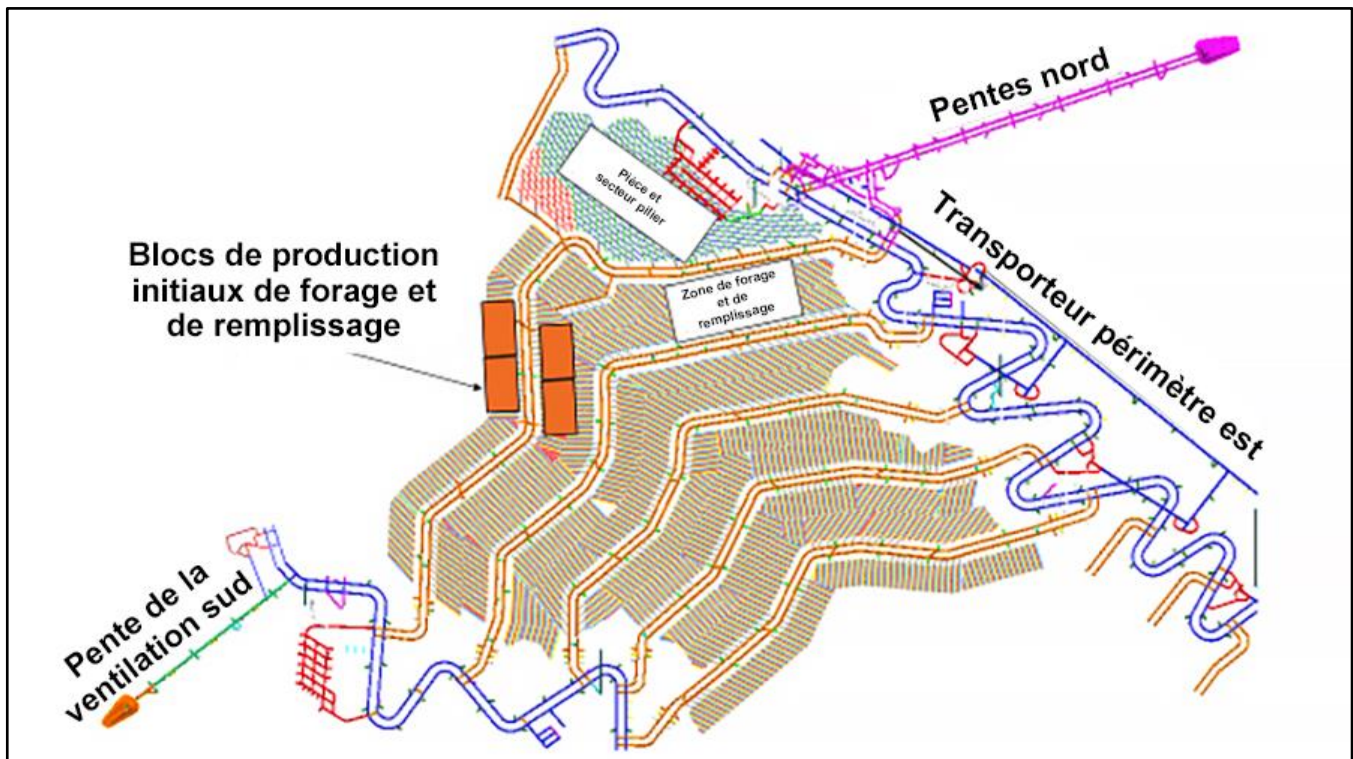 Pentes nord
Pièce et
secteur pilier
Transporteur périmètre est
Blocs de production
initiaux de forage et
de remplissage
Zone de forage
et de
remplissage
Pente de la
ventilation sud